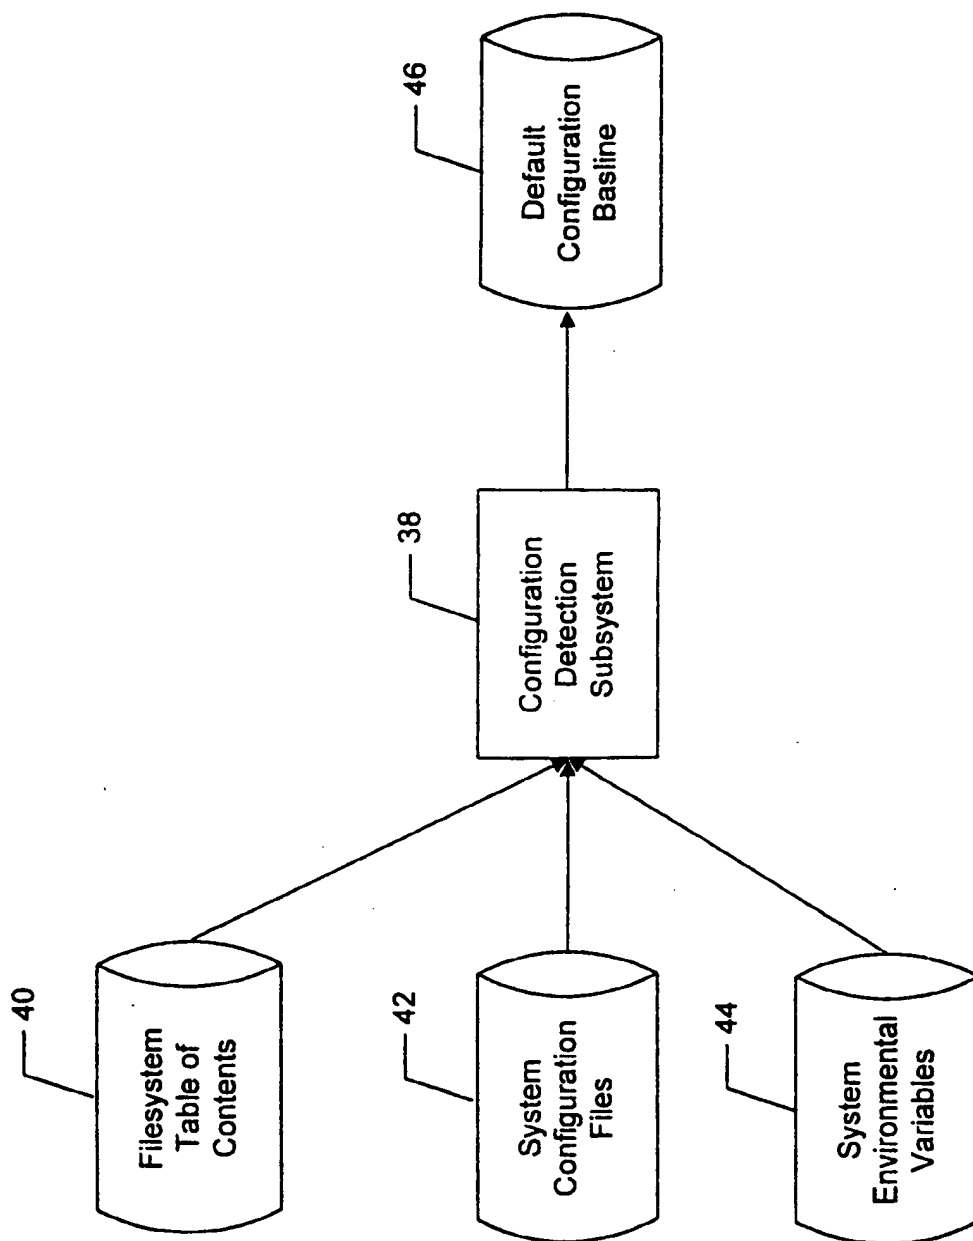 40
Filesystem
Table of
Contents
42
System
Configuration
Files
44
System
Environmental
Variables
38
Configuration
Detection
Subsystem
46
Default
Configuration
Basline